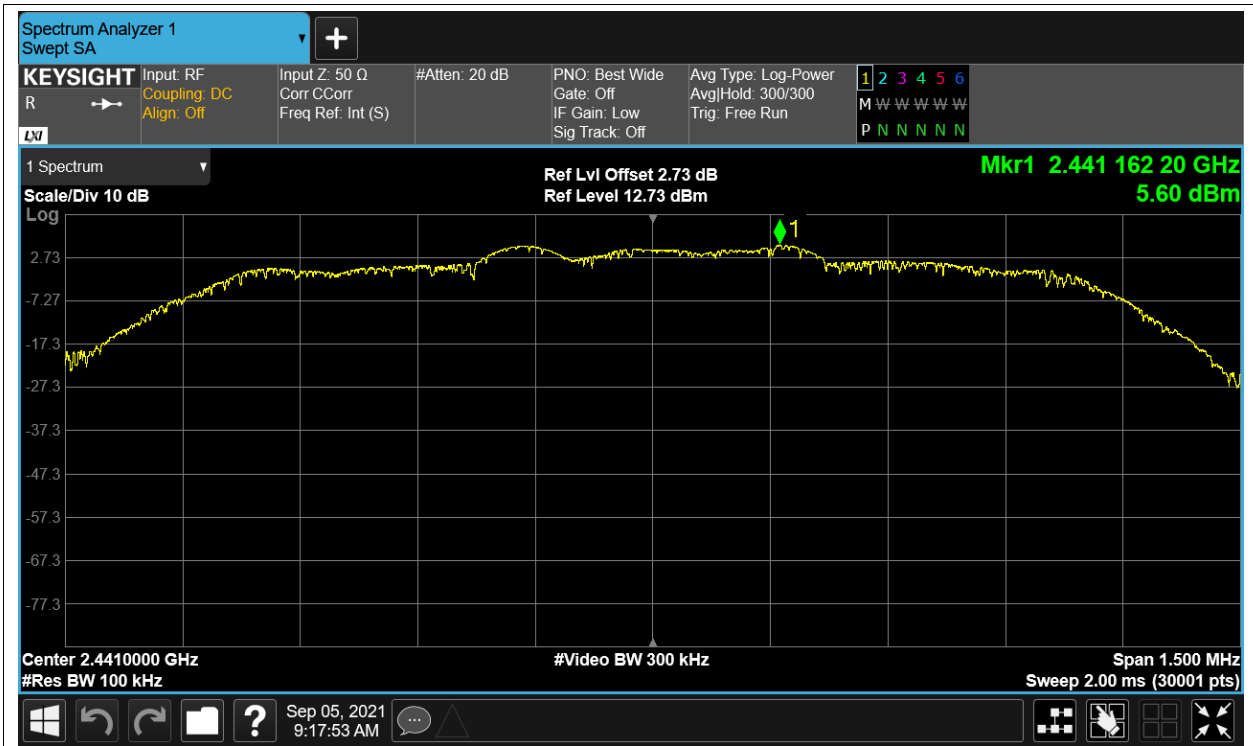 Spectrum Analyzer 1
Swept SA
+
KEYSIGHT
R
LXI
Input: RF
Coupling: DC
Align: Off
Input Z: 50 Ω
Corr CCorr
Freq Ref: Int (S)
#Atten: 20 dB
PNO: Best Wide
Gate: Off
IF Gain: Low
Sig Track: Off
Avg Type: Log-Power
Avg|Hold: 300/300
Trig: Free Run
1 2 3 4 5 6
M W W W W W
P N N N N N
1 Spectrum
Scale/Div 10 dB
Ref Lvl Offset 2.73 dB
Ref Level 12.73 dBm
Mkr1 2.441 162 20 GHz
5.60 dBm
Log
1
2.73
-7.27
-17.3
-27.3
-37.3
-47.3
-57.3
-67.3
-77.3
Center 2.4410000 GHz
#Video BW 300 kHz
Span 1.500 MHz
#Res BW 100 kHz
Sweep 2.00 ms (30001 pts)
?
Sep 05, 2021
9:17:53 AM